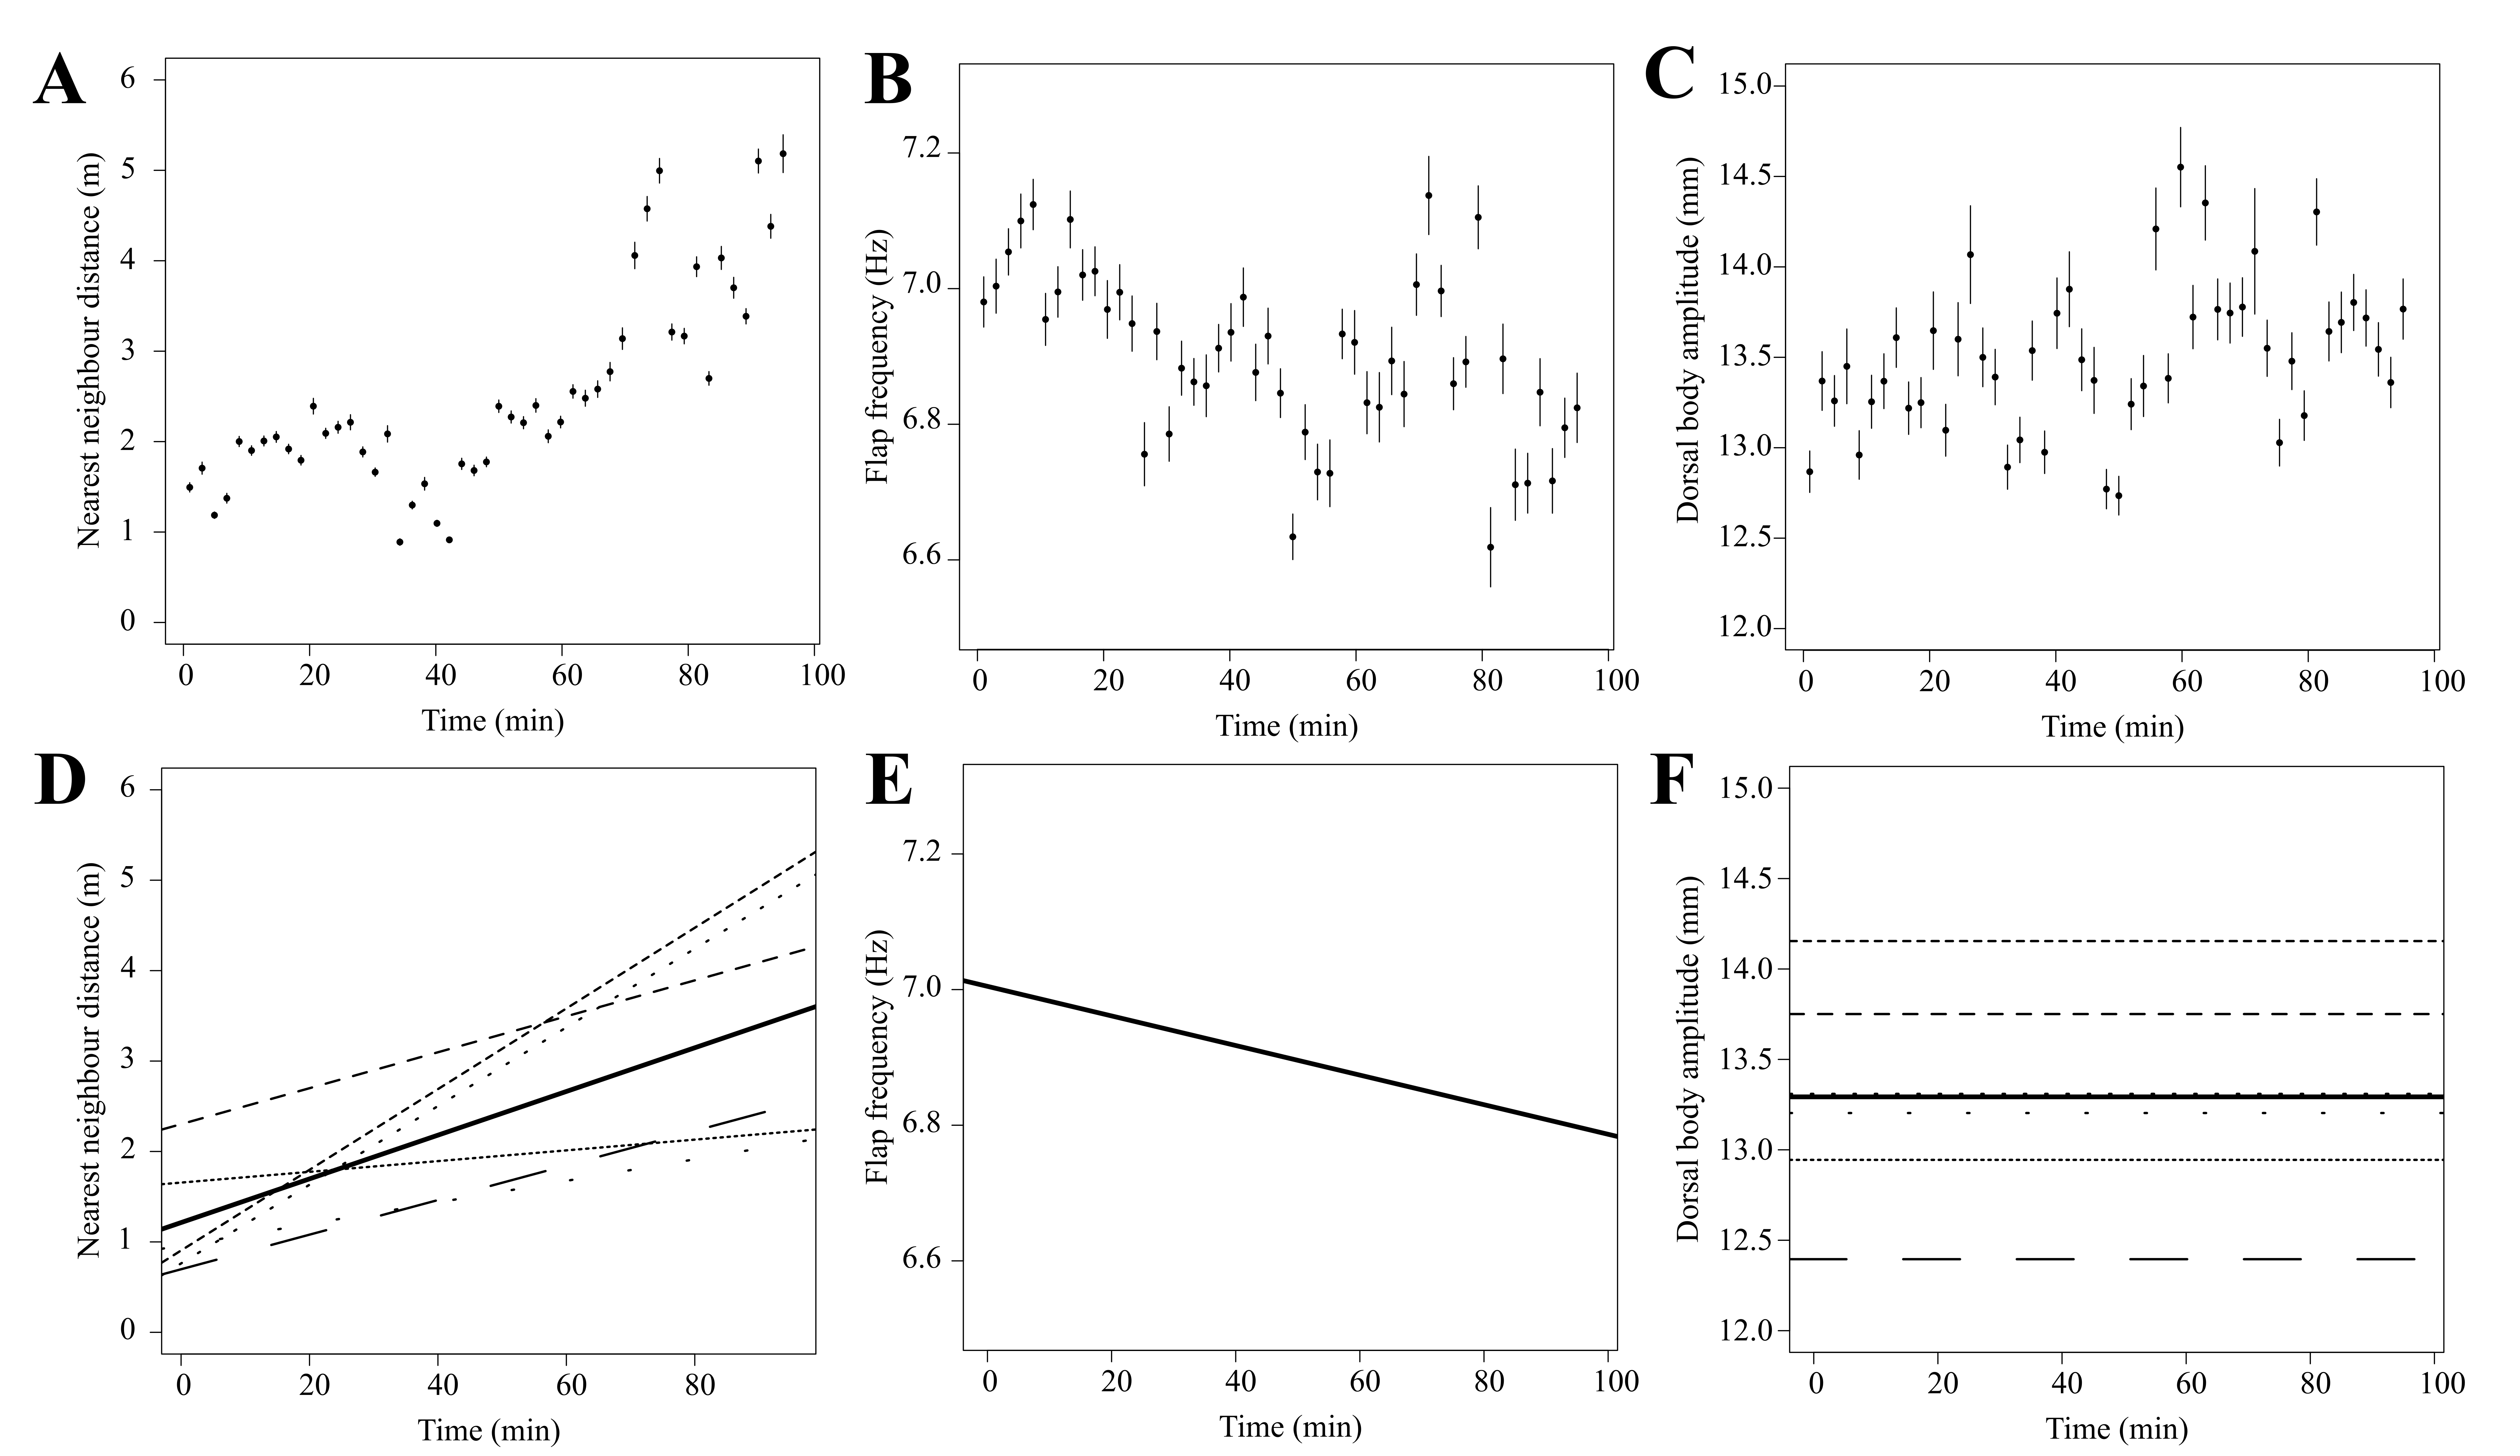 A
Nearest neighbour distance (m)
6
5
4
3
2
1
0
0 20 40 60 80 100
Time (min)
B
Flap frequency (Hz)
7.2
7.0
6.8
6.6
0 20 40 60 80 100
Time (min)
C
Dorsal body amplitude (mm)
15.0
14.5
14.0
13.5
13.0
12.5
12.0
0 20 40 60 80 100
Time (min)
D
Nearest neighbour distance (m)
6
5
4
3
2
1
0
0 20 40 60 80
Time (min)
E
Flap frequency (Hz)
7.2
7.0
6.8
6.6
0 20 40 60 80 100
Time (min)
F
Dorsal body amplitude (mm)
15.0
14.5
14.0
13.5
13.0
12.5
12.0
0 20 40 60 80 100
Time (min)